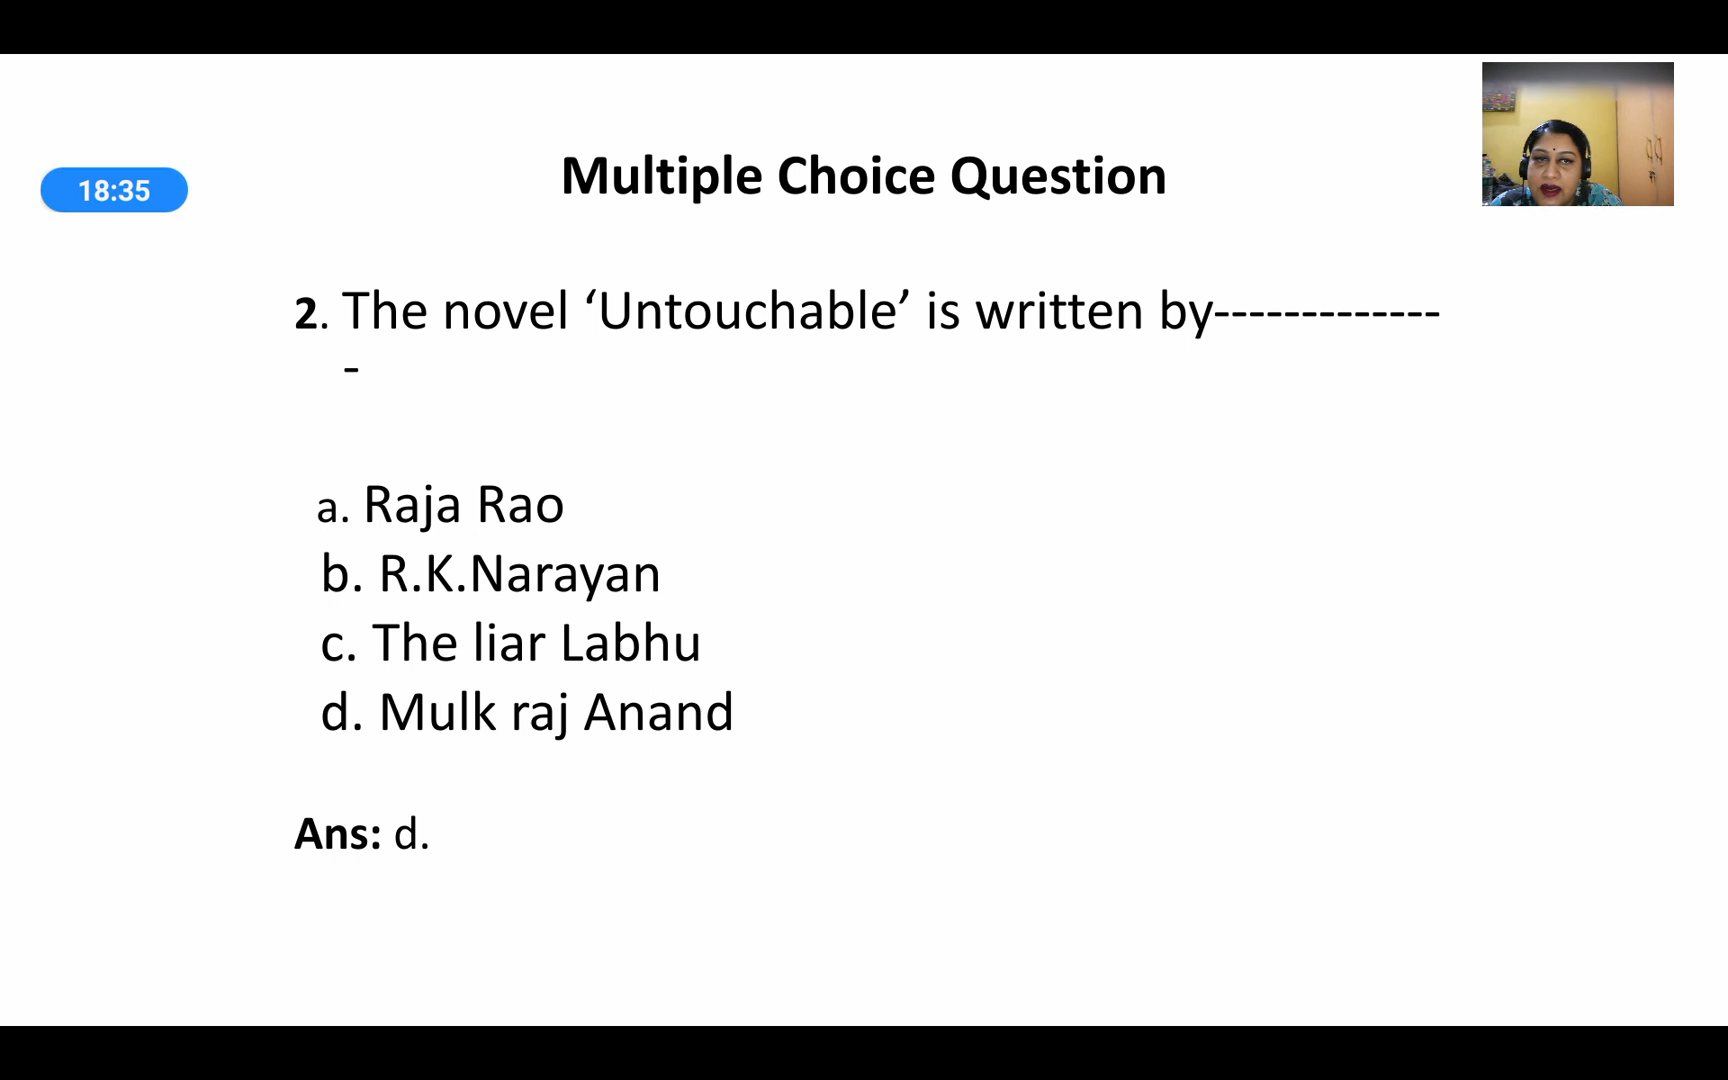 18:35
Multiple Choice Question
2. The novel ‘Untouchable’ is written by-------------
-
a. Raja Rao
b. R.K.Narayan
c. The liar Labhu
d. Mulk raj Anand
Ans: d.